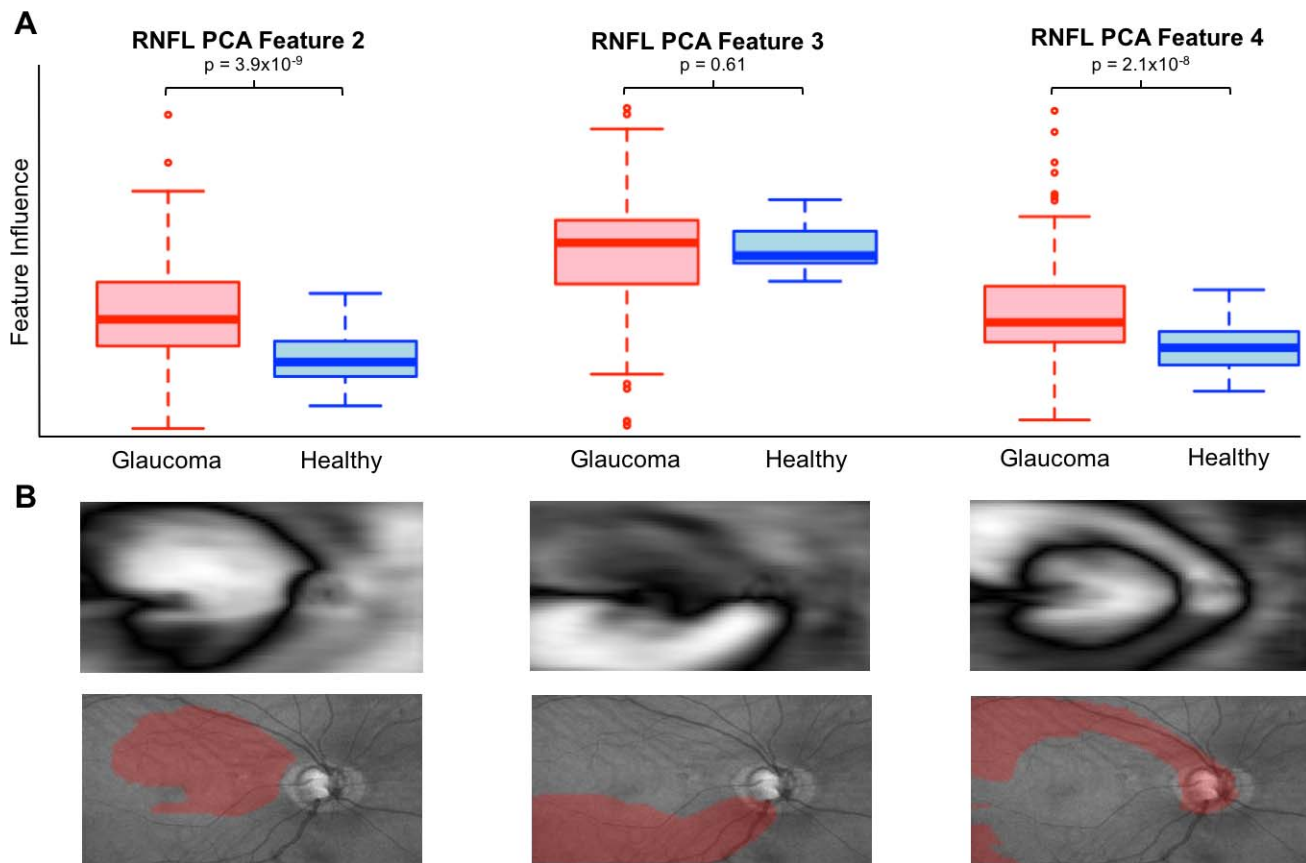 A
RNFL PCA Feature 2
p = 3.9x10⁻⁹
RNFL PCA Feature 3
p = 0.61
RNFL PCA Feature 4
p = 2.1x10⁻⁸
Feature Influence
Glaucoma
Healthy
Glaucoma
Healthy
Glaucoma
Healthy
B